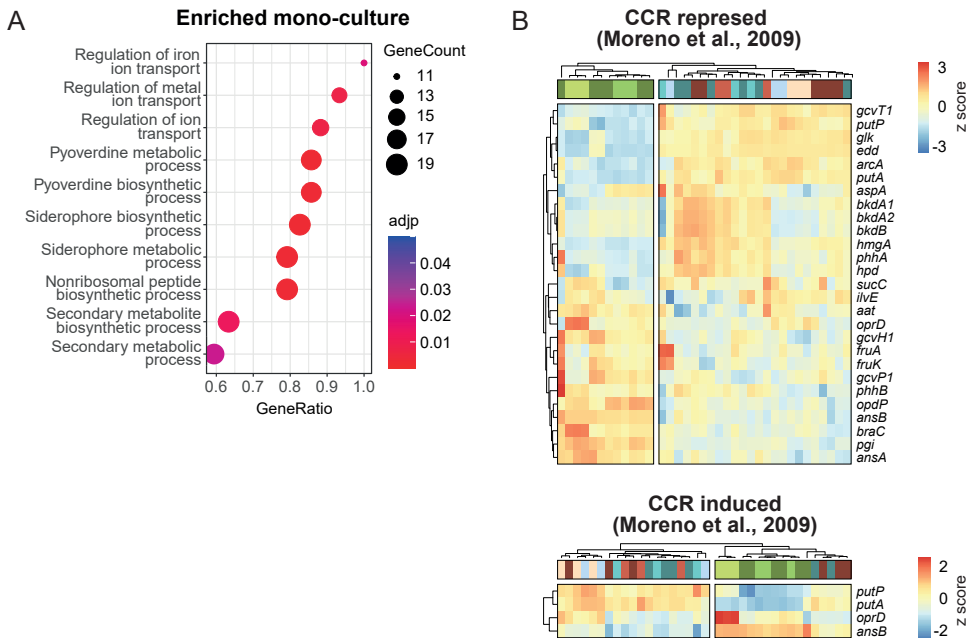 A
Enriched mono-culture
Regulation of iron
ion transport
Regulation of metal
ion transport
Regulation of ion
transport
Pyoverdine metabolic
process
Pyoverdine biosynthetic
process
Siderophore biosynthetic
process
Siderophore metabolic
process
Nonribosomal peptide
biosynthetic process
Secondary metabolite
biosynthetic process
Secondary metabolic
process
0.6 0.7 0.8 0.9 1.0
GeneRatio
GeneCount
11
13
15
17
19
adjp
0.04
0.03
0.02
0.01
B
CCR represed
(Moreno et al., 2009)
gcvT1
putP
glk
edd
arcA
putA
aspA
bkdA1
bkdA2
bkdB
hmgA
phhA
hpd
sucC
ilvE
aat
oprD
gcvH1
fruA
fruK
gcvP1
phhB
opdP
ansB
braC
pgi
ansA
3
0
-3
z score
CCR induced
(Moreno et al., 2009)
putP
putA
oprD
ansB
2
0
-2
z score